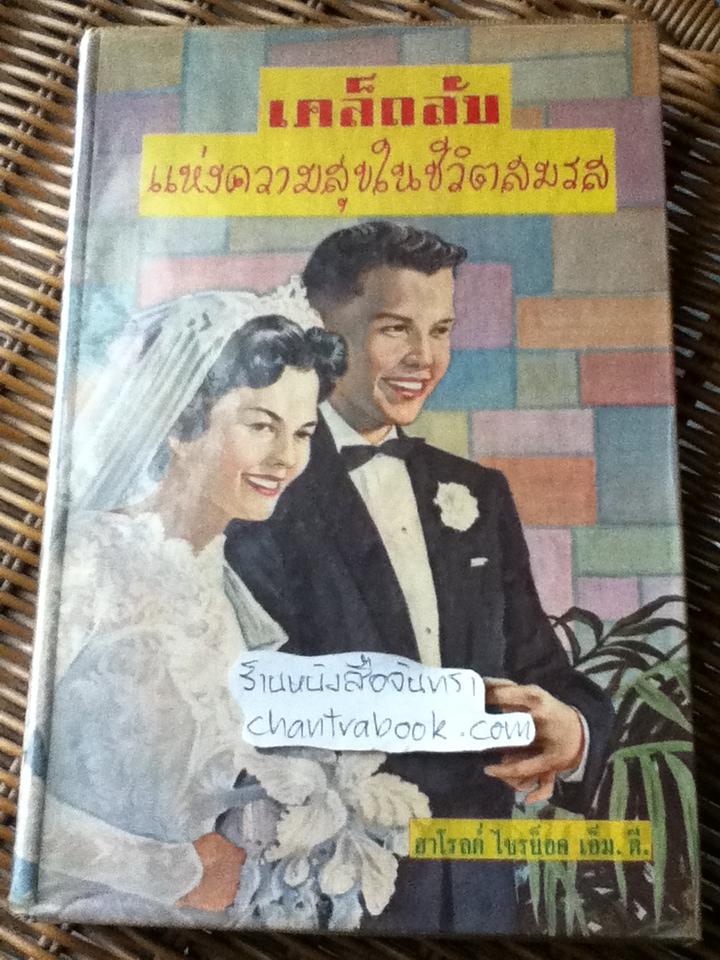 เคล็ดลับ
แห่งความสุขในชีวิตสมรส
ร้านหนังสือจันทรา
chantrabook.com
ฮาโรลด์ ไชรน็อค เอ็ม. ดี.